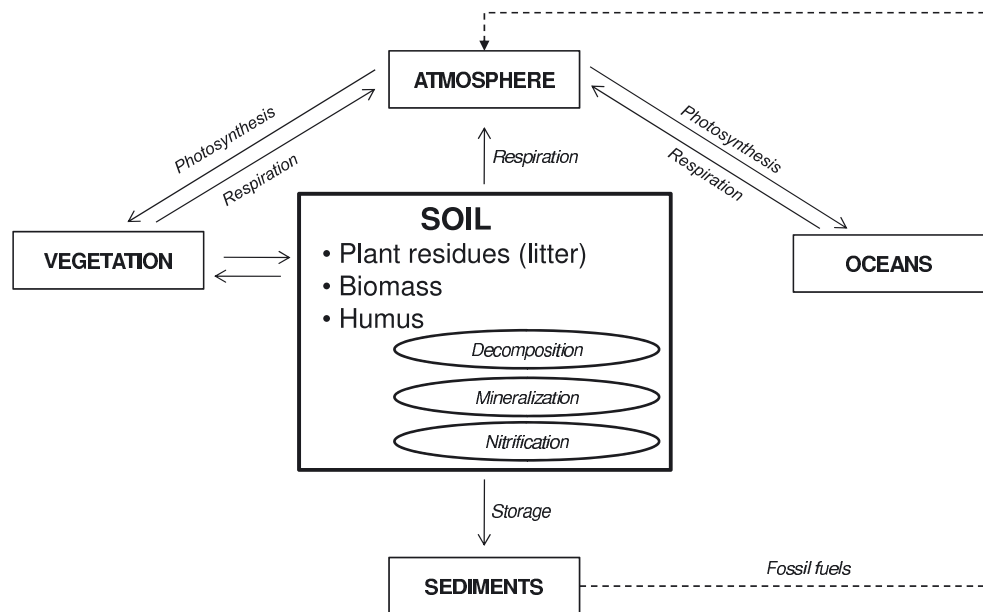 ATMOSPHERE
Photosynthesis
Respiration
Respiration
Photosynthesis
Respiration
VEGETATION
SOIL
• Plant residues (litter)
• Biomass
• Humus
Decomposition
Mineralization
Nitrification
OCEANS
Storage
SEDIMENTS
Fossil fuels